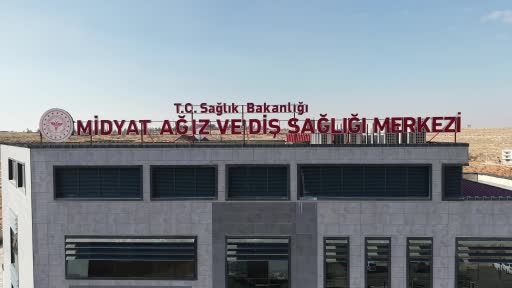 T.C. Sağlık Bakanlığı
MİDYAT AĞIZ VE DİŞ SAĞLIĞI MERKEZİ